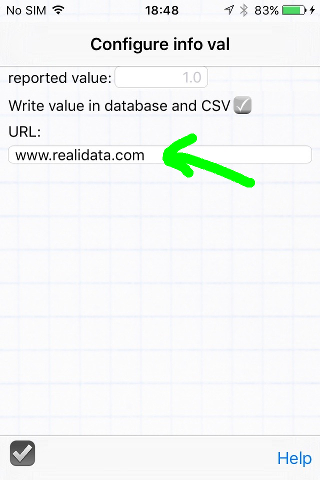 No SIM 18:48 83%
Configure info val
reported value: 1.0
Write value in database and CSV
URL:
www.realidata.com
Help